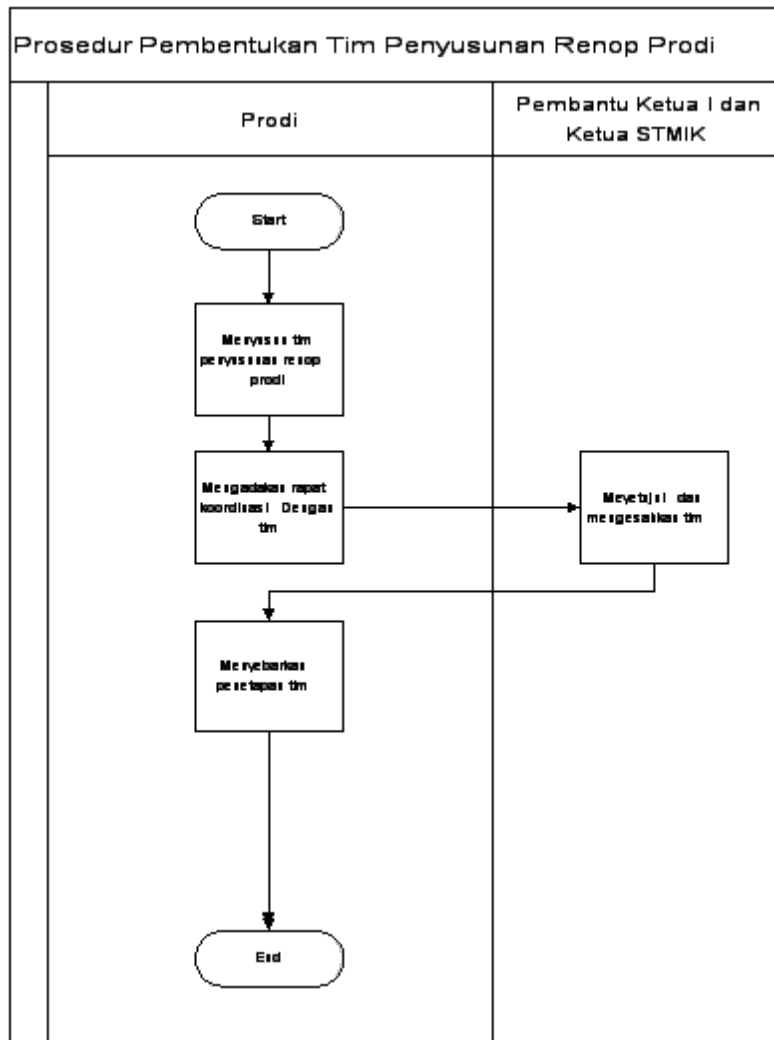 Prosedur Pembentukan Tim Penyusunan Renop Prodi
Prodi
Pembantu Ketua I dan
Ketua STMIK
Start
Menyusun tim
penyusunan renop
prodi
Mengadakan rapat
koordinasi Dengan
tim
Meyetujui dan
mengesahkan tim
Menyebarkan
penetapan tim
End